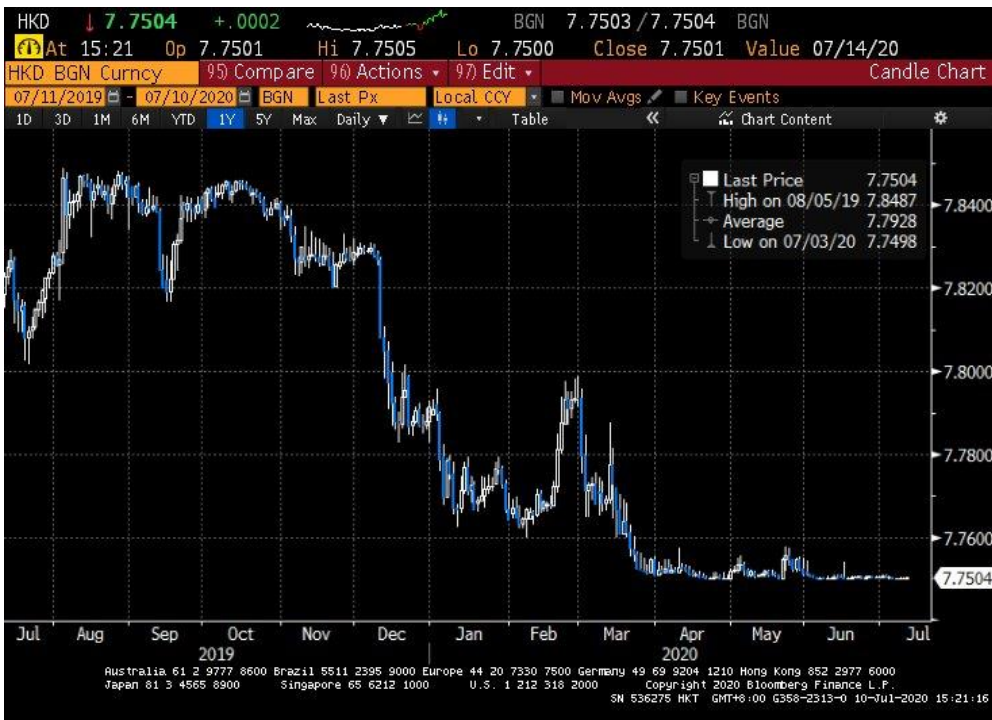 HKD ↓ 7.7504 +.0002 BGN 7.7503/7.7504 BGN
At 15:21 Op 7.7501 Hi 7.7505 Lo 7.7500 Close 7.7501 Value 07/14/20
HKD BGN Curncy 95) Compare 96) Actions 97) Edit Candle Chart
07/11/2019 - 07/10/2020 BGN Last Px Local CCY Mov Avgs Key Events
1D 3D 1M 6M YTD 1Y 5Y Max Daily ▼ Table « Chart Content
Last Price 7.7504
High on 08/05/19 7.8487
Average 7.7928
Low on 07/03/20 7.7498
7.8400
7.8200
7.8000
7.7800
7.7600
7.7504
Jul Aug Sep Oct Nov Dec Jan Feb Mar Apr May Jun Jul
2019 2020
Australia 61 2 9777 8600 Brazil 5511 2395 9000 Europe 44 20 7330 7500 Germany 49 69 9204 1210 Hong Kong 852 2977 6000
Japan 81 3 4565 8900 Singapore 65 6212 1000 U.S. 1 212 318 2000 Copyright 2020 Bloomberg Finance L.P.
SN 536275 HKT GMT+8:00 G358-2313-0 10-Jul-2020 15:21:16